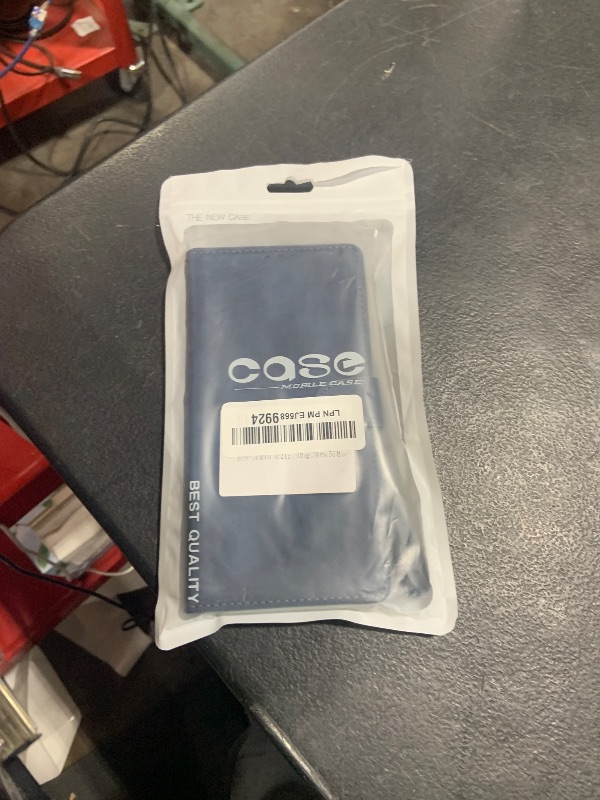 THE NEW CASE
case
MOBILE CASE
LPN PM EJ5689924
BEST QUALITY